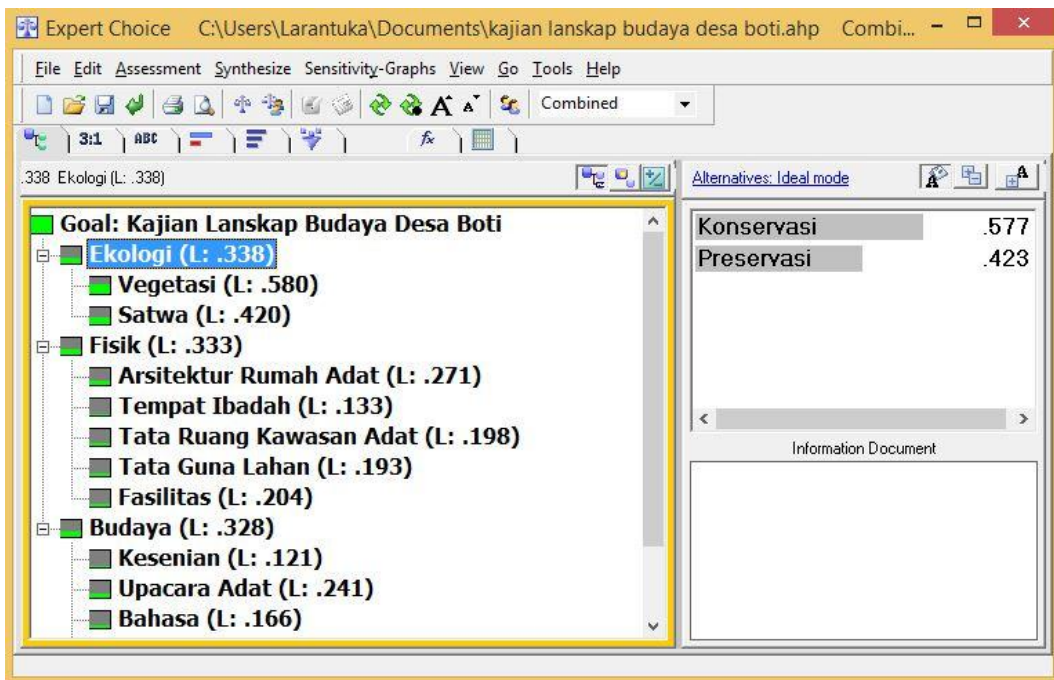 Expert Choice C:\Users\Larantuka\Documents\kajian lanskap budaya desa boti.ahp Combi...
File Edit Assessment Synthesize Sensitivity-Graphs View Go Tools Help
A A Combined
3:1 ABC fx
.338 Ekologi (L: .338)
Alternatives: Ideal mode
A A
Goal: Kajian Lanskap Budaya Desa Boti
Ekologi (L: .338)
Vegetasi (L: .580)
Satwa (L: .420)
Fisik (L: .333)
Arsitektur Rumah Adat (L: .271)
Tempat Ibadah (L: .133)
Tata Ruang Kawasan Adat (L: .198)
Tata Guna Lahan (L: .193)
Fasilitas (L: .204)
Budaya (L: .328)
Kesenian (L: .121)
Upacara Adat (L: .241)
Bahasa (L: .166)
Konservasi .577
Preservasi .423
Information Document